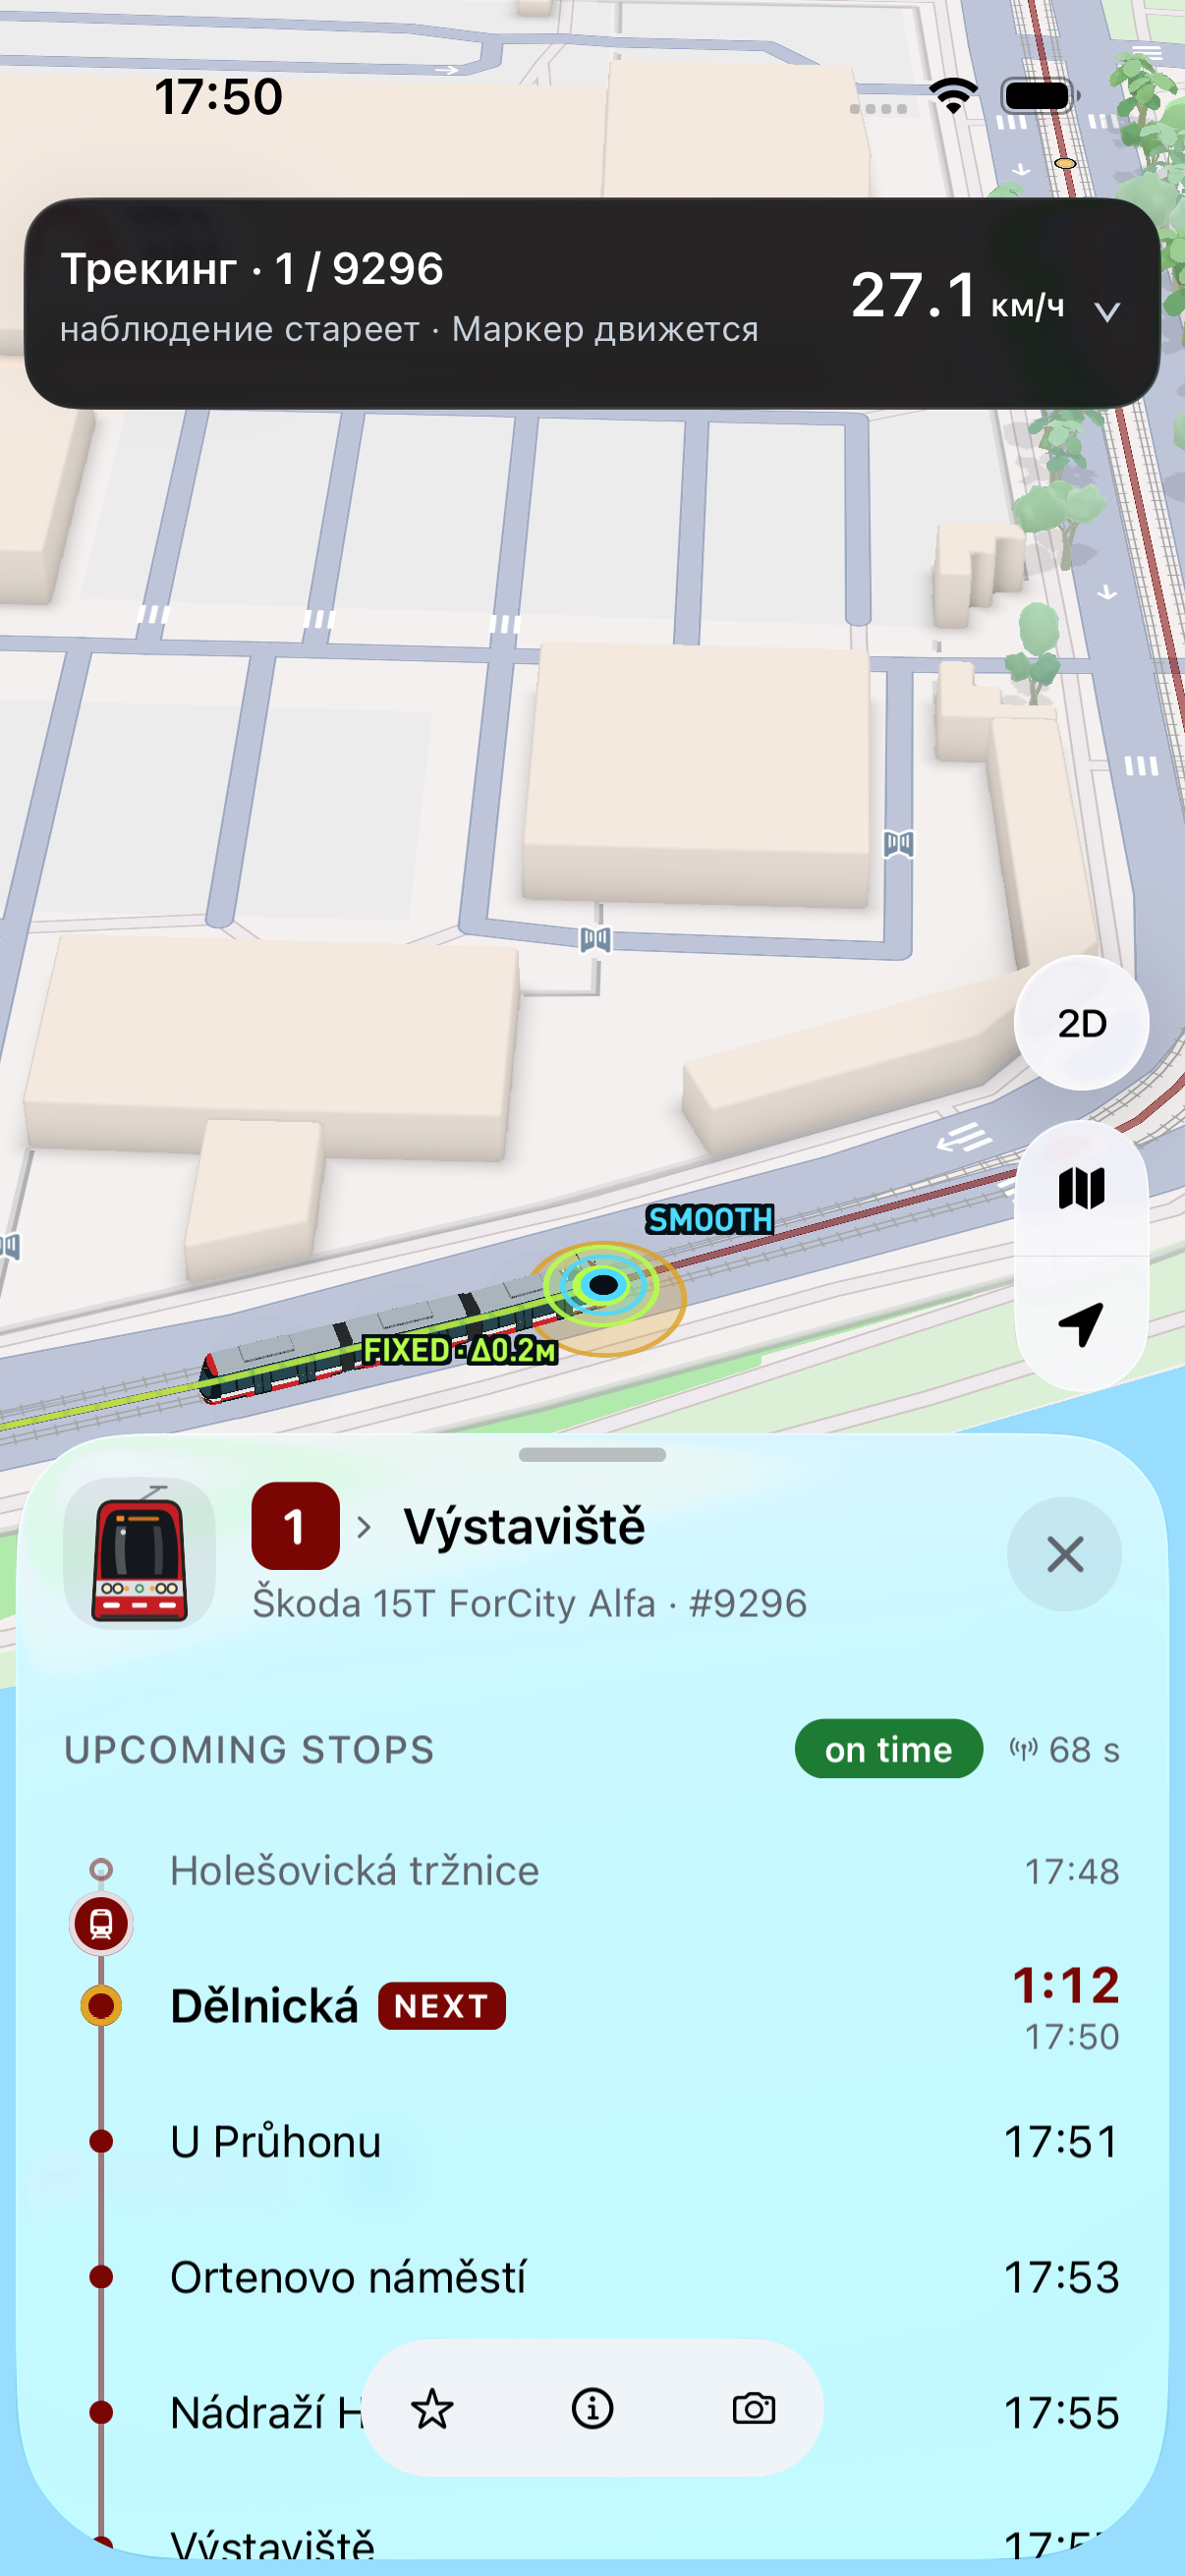 17:50
Трекинг · 1 / 9296
наблюдение стареет · Маркер движется
27.1 км/ч
2D
SMOOTH
FIXED·Δ0.2м
1 › Výstaviště
Škoda 15T ForCity Alfa · #9296
UPCOMING STOPS
on time
68 s
Holešovická tržnice 17:48
Dělnická NEXT 1:12
17:50
U Průhonu 17:51
Ortenovo náměstí 17:53
Nádraží 17:55
Výstaviště